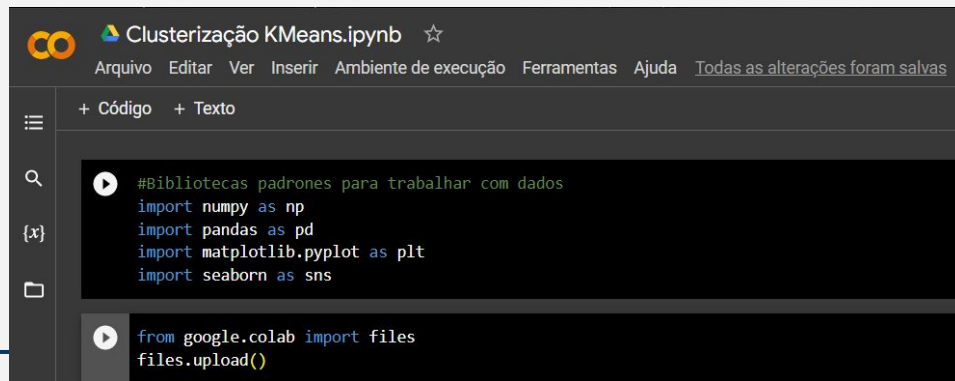 Clusterização KMeans.ipynb
Arquivo Editar Ver Inserir Ambiente de execução Ferramentas Ajuda Todas as alterações foram salvas
+ Código + Texto
#Bibliotecas padrones para trabalhar com dados
import numpy as np
import pandas as pd
import matplotlib.pyplot as plt
import seaborn as sns
{x}
from google.colab import files
files.upload()